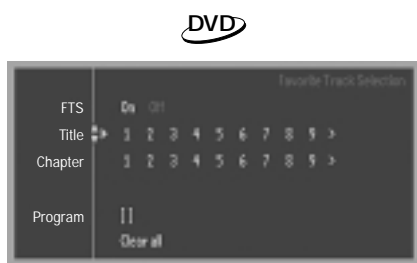 DVD
Favorite Track Selection
FTS On Off
Title 1 2 3 4 5 6 7 8 9 >
Chapter 1 2 3 4 5 6 7 8 9 >
Program [ ]
Clear all